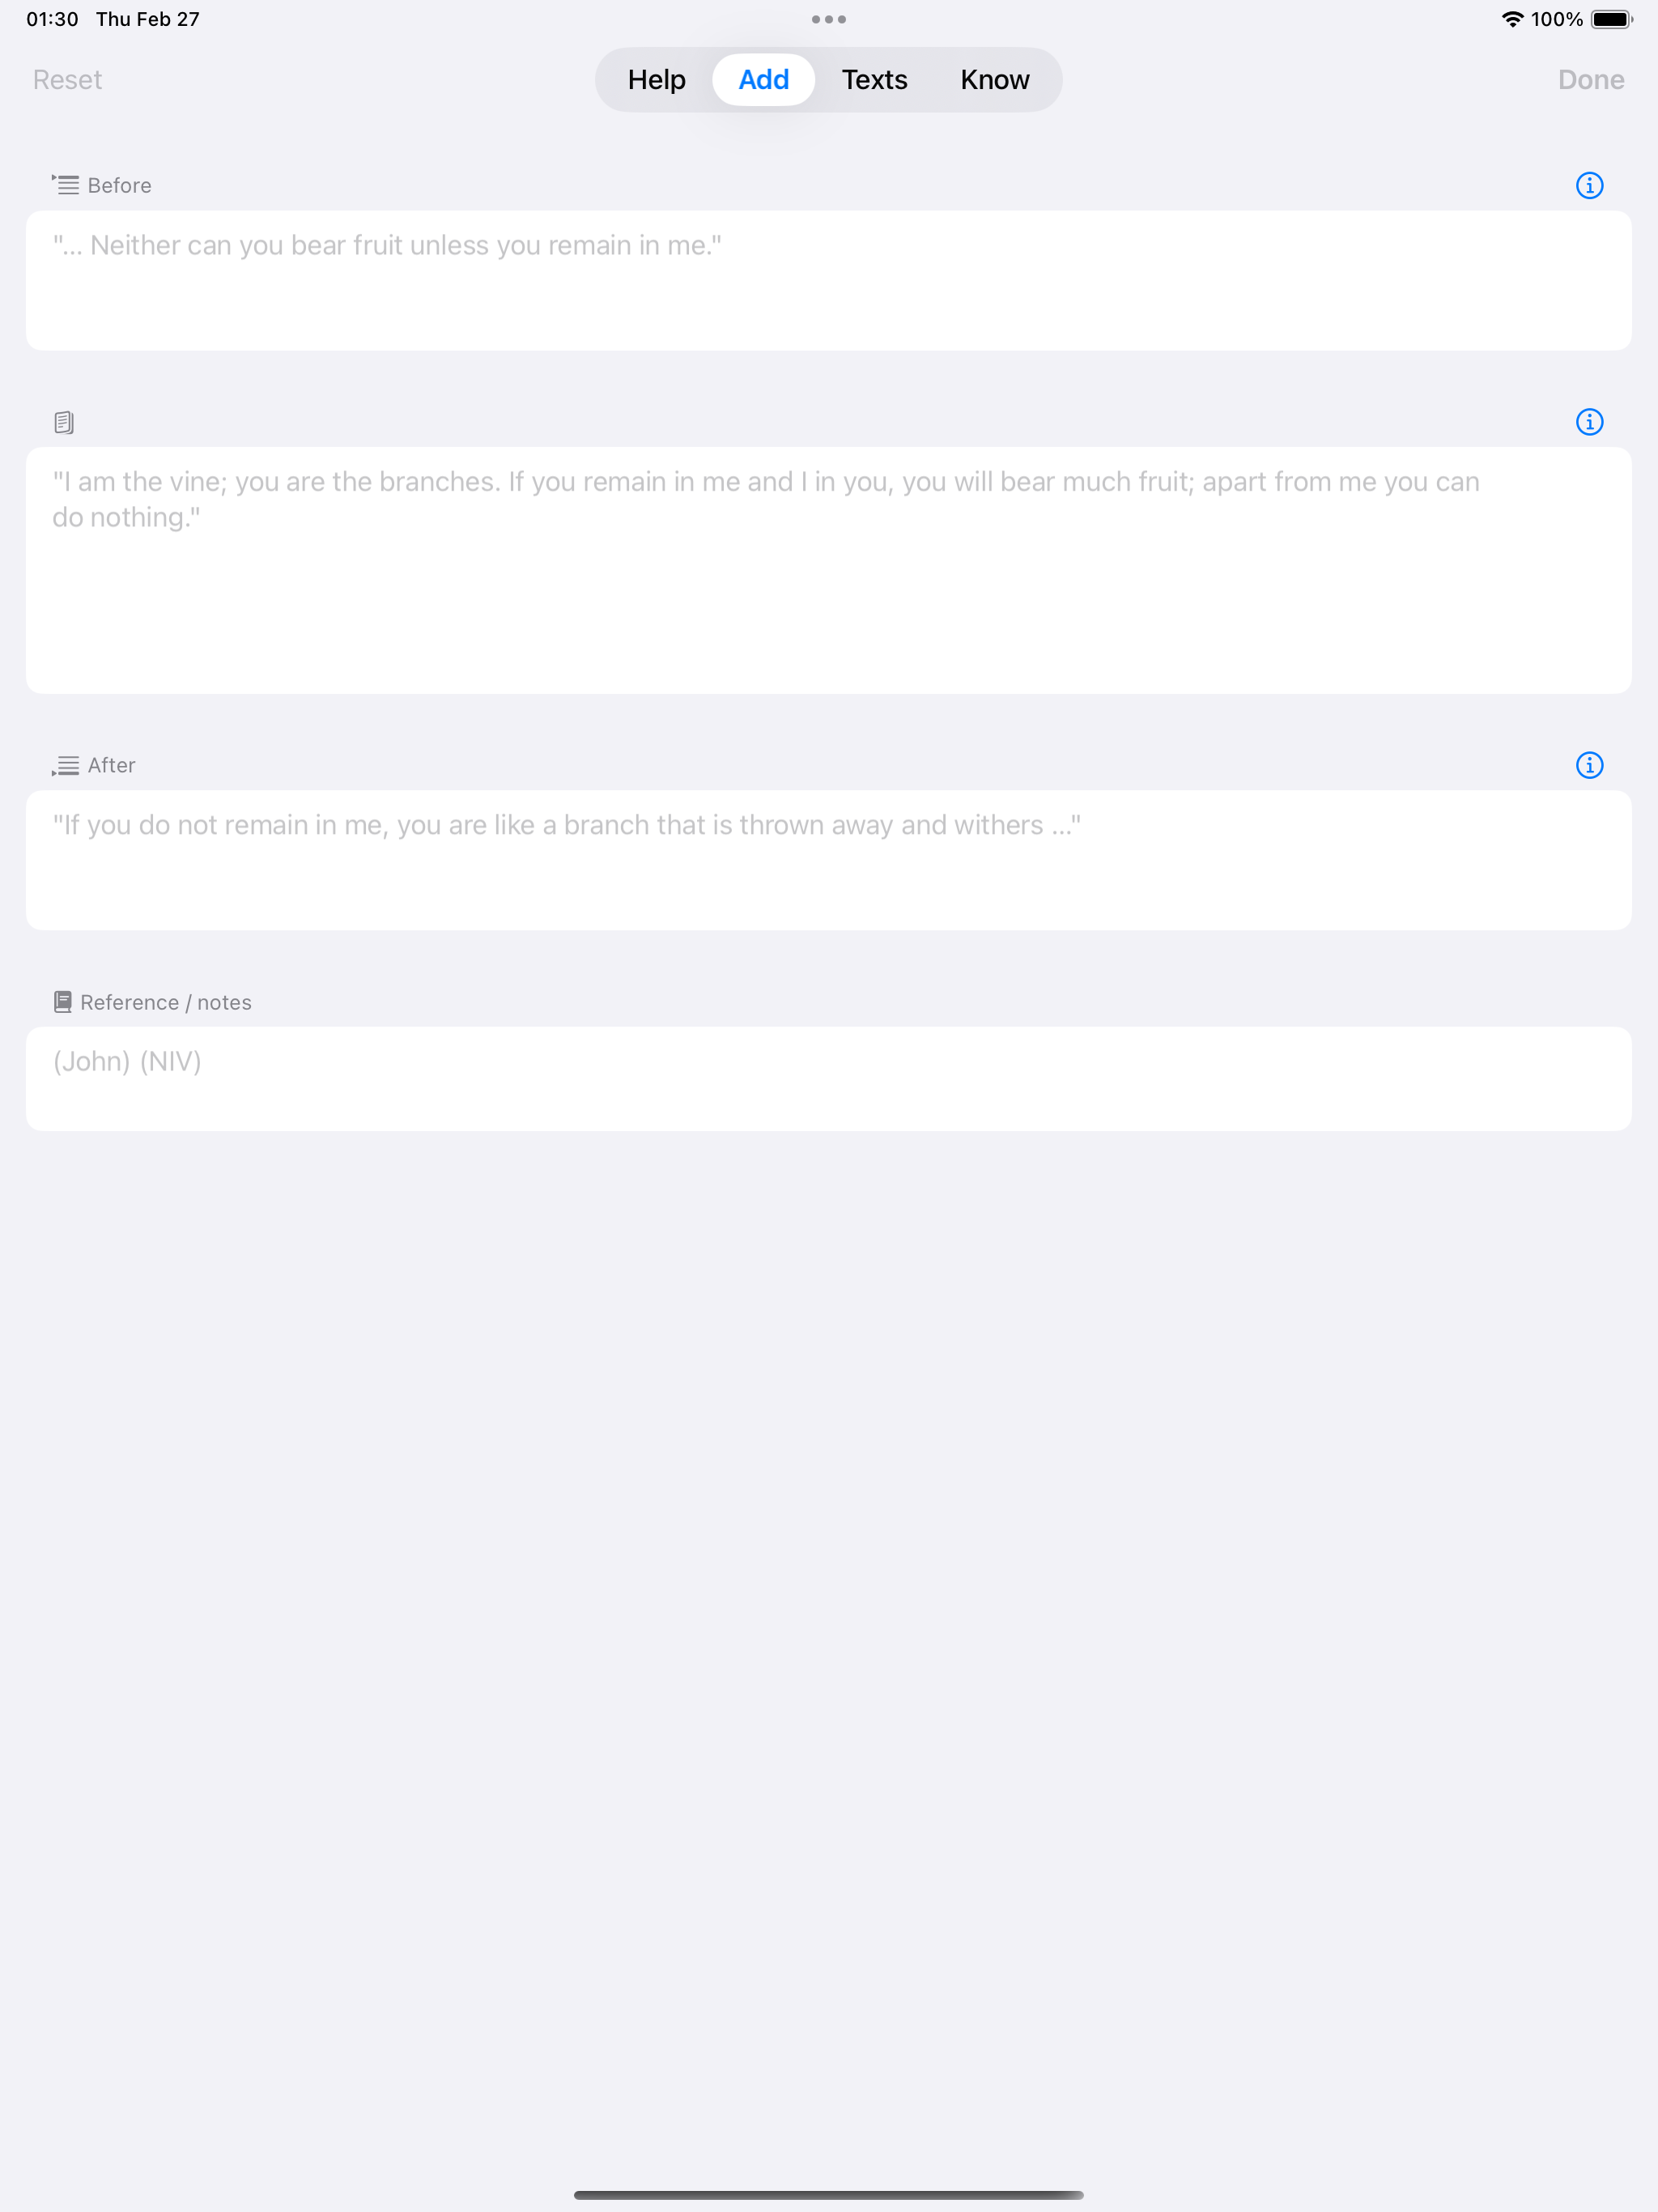 01:30 Thu Feb 27
100%
Reset
Help Add Texts Know
Done
Before
"... Neither can you bear fruit unless you remain in me."
"I am the vine; you are the branches. If you remain in me and I in you, you will bear much fruit; apart from me you can
do nothing."
After
"If you do not remain in me, you are like a branch that is thrown away and withers ..."
Reference / notes
(John) (NIV)